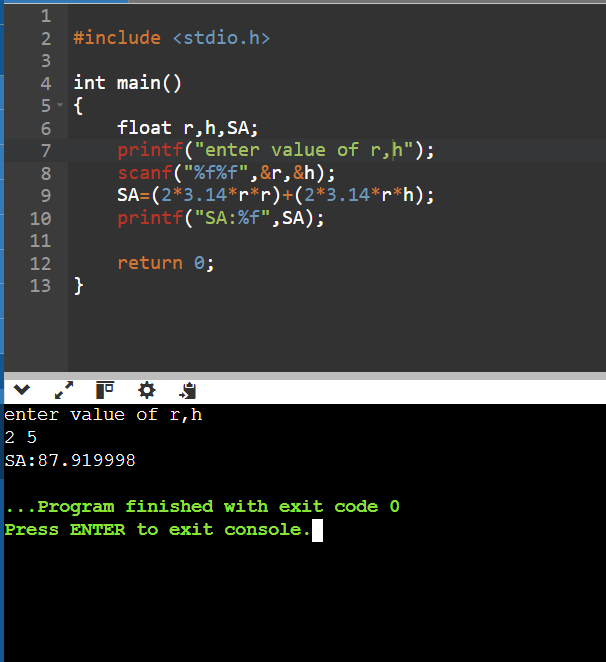 1
2 #include <stdio.h>
3
4 int main()
5 {
6     float r,h,SA;
7     printf("enter value of r,h");
8     scanf("%f%f",&r,&h);
9     SA=(2*3.14*r*r)+(2*3.14*r*h);
10     printf("SA:%f",SA);
11
12     return 0;
13 }
enter value of r,h
2 5
SA:87.919998
...Program finished with exit code 0
Press ENTER to exit console.